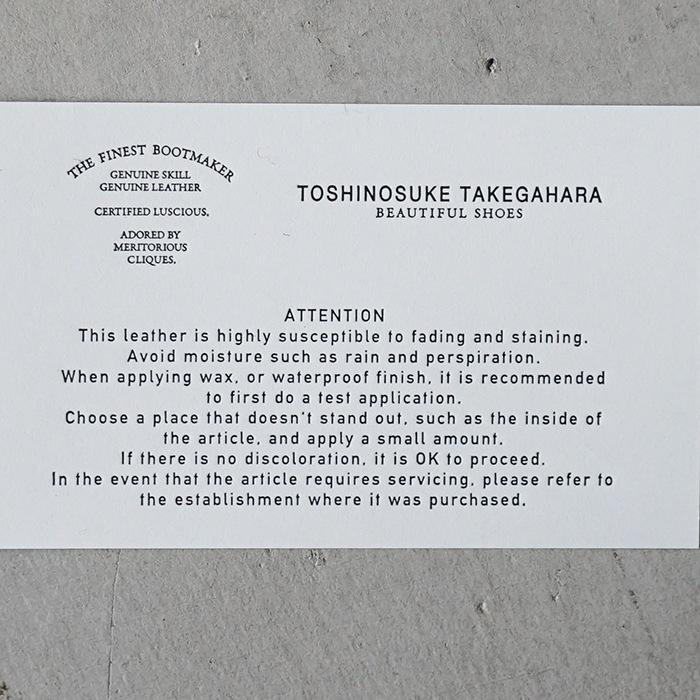 THE FINEST BOOTMAKER
GENUINE SKILL
GENUINE LEATHER
CERTIFIED LUSCIOUS,
ADORED BY
MERITORIOUS
CLIQUES.
TOSHINOSUKE TAKEGAHARA
BEAUTIFUL SHOES
ATTENTION
This leather is highly susceptible to fading and staining.
Avoid moisture such as rain and perspiration.
When applying wax, or waterproof finish, it is recommended
to first do a test application.
Choose a place that doesn't stand out, such as the inside of
the article, and apply a small amount.
If there is no discoloration, it is OK to proceed.
In the event that the article requires servicing, please refer to
the establishment where it was purchased.